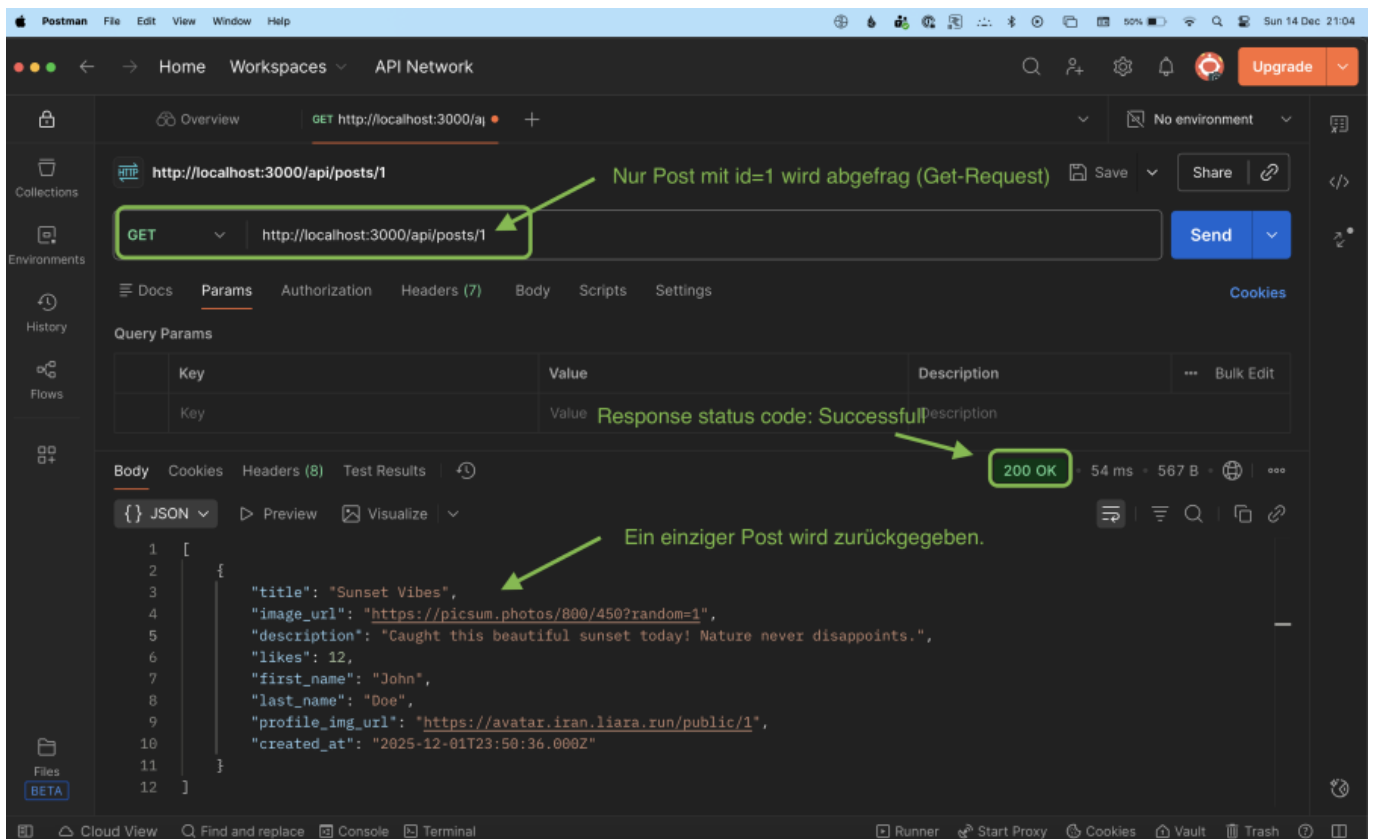 Postman File Edit View Window Help 50% Sun 14 Dec 21:04
Home Workspaces API Network Upgrade
Overview GET http://localhost:3000/a No environment
HTTP http://localhost:3000/api/posts/1 Nur Post mit id=1 wird abgefrag (Get-Request) Save Share
Collections
GET http://localhost:3000/api/posts/1 Send
Environments
Docs Params Authorization Headers (7) Body Scripts Settings Cookies
History
Query Params
Key Value Description Bulk Edit
Flows
Key Value Response status code: Successfull Description
Body Cookies Headers (8) Test Results 200 OK 54 ms 567 B
{} JSON Preview Visualize
Ein einziger Post wird zurückgegeben.
1 [
2 {
3 "title": "Sunset Vibes",
4 "image_url": "https://picsum.photos/800/450?random=1",
5 "description": "Caught this beautiful sunset today! Nature never disappoints.",
6 "likes": 12,
7 "first_name": "John",
8 "last_name": "Doe",
9 "profile_img_url": "https://avatar.iran.liara.run/public/1",
10 "created_at": "2025-12-01T23:50:36.000Z"
11 }
12 ]
Files
BETA
Cloud View Find and replace Console Terminal Runner Start Proxy Cookies Vault Trash